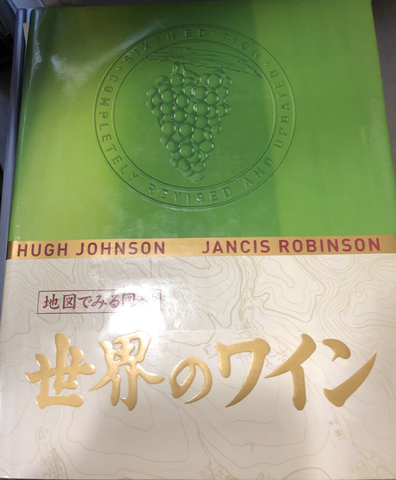 SIXTH EDITION · COMPLETELY REVISED AND UPDATED ·
HUGH JOHNSON JANCIS ROBINSON
地図でみる図
世界のワイン